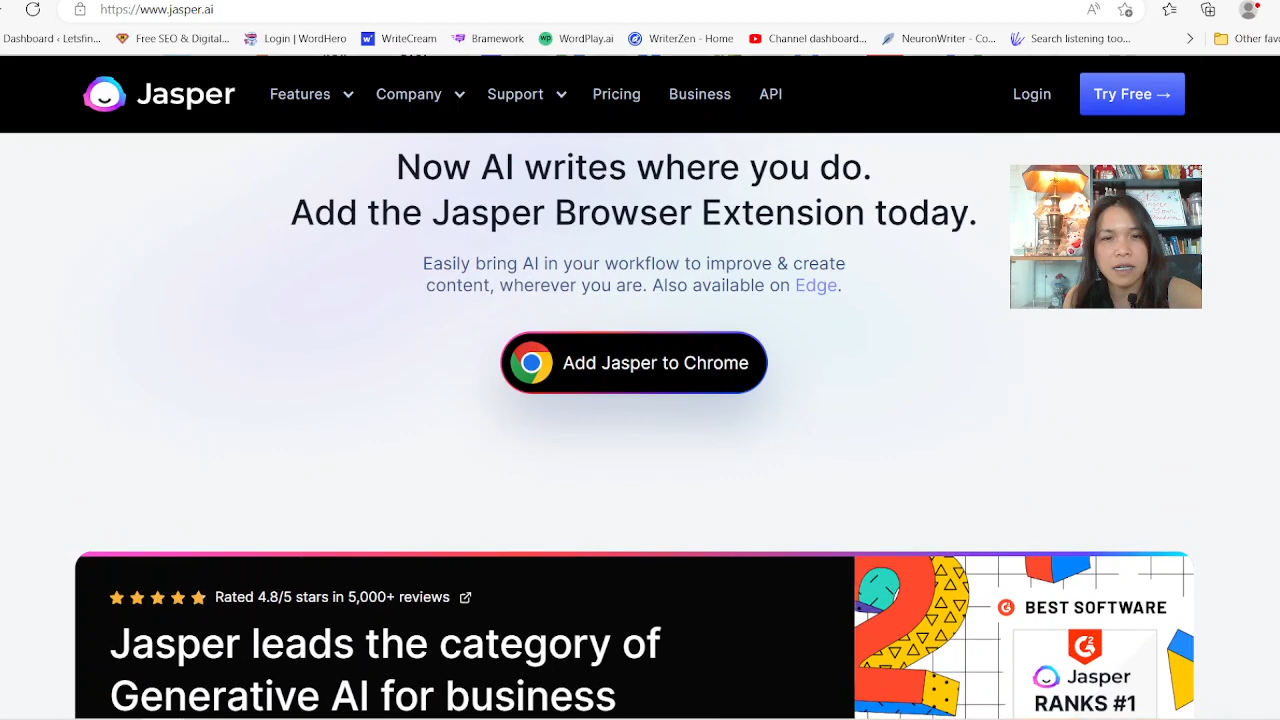 https://www.jasper.ai
Dashboard ‹ Letsfin...
Free SEO & Digital...
Login | WordHero
WriteCream
Bramework
WordPlay.ai
WriterZen - Home
Channel dashboard...
NeuronWriter - Co...
Search listening too...
Other favo
Jasper
Features
Company
Support
Pricing
Business
API
Login
Try Free →
Now AI writes where you do.
Add the Jasper Browser Extension today.
Easily bring AI in your workflow to improve & create
content, wherever you are. Also available on Edge.
Add Jasper to Chrome
Rated 4.8/5 stars in 5,000+ reviews
Jasper leads the category of
Generative AI for business
BEST SOFTWARE
Jasper
RANKS #1